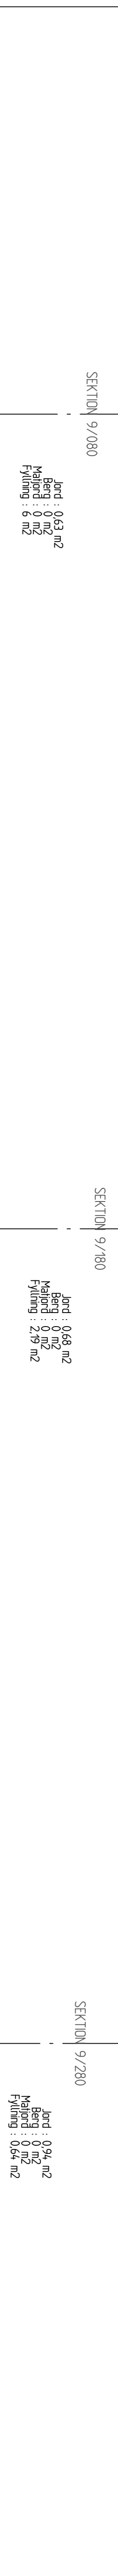 SEKTION 9/080
Jord : 0,63 m2
Berg : 0 m2
Matjord : 0 m2
Fyllning : 6 m2
SEKTION 9/180
Jord : 0,68 m2
Berg : 0 m2
Matjord : 0 m2
Fyllning : 2,19 m2
SEKTION 9/280
Jord : 0,94 m2
Berg : 0 m2
Matjord : 0 m2
Fyllning : 0,64 m2